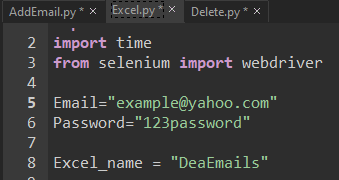 AddEmail.py* Excel.py* Delete.py*
2 import time
3 from selenium import webdriver
4
5 Email="example@yahoo.com"
6 Password="123password"
7
8 Excel_name = "DeaEmails"